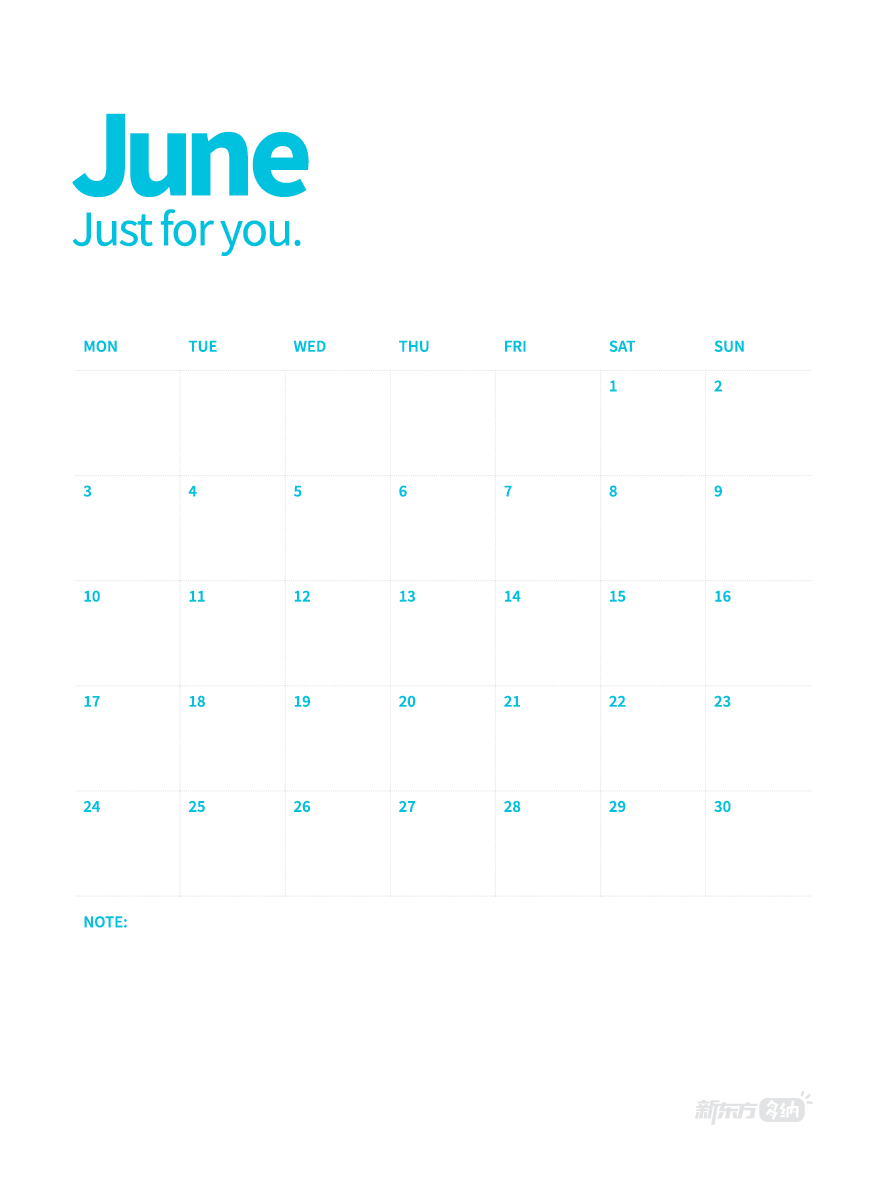 June
Just for you.
MON TUE WED THU FRI SAT SUN
1 2
3 4 5 6 7 8 9
10 11 12 13 14 15 16
17 18 19 20 21 22 23
24 25 26 27 28 29 30
NOTE:
新东方 多纳